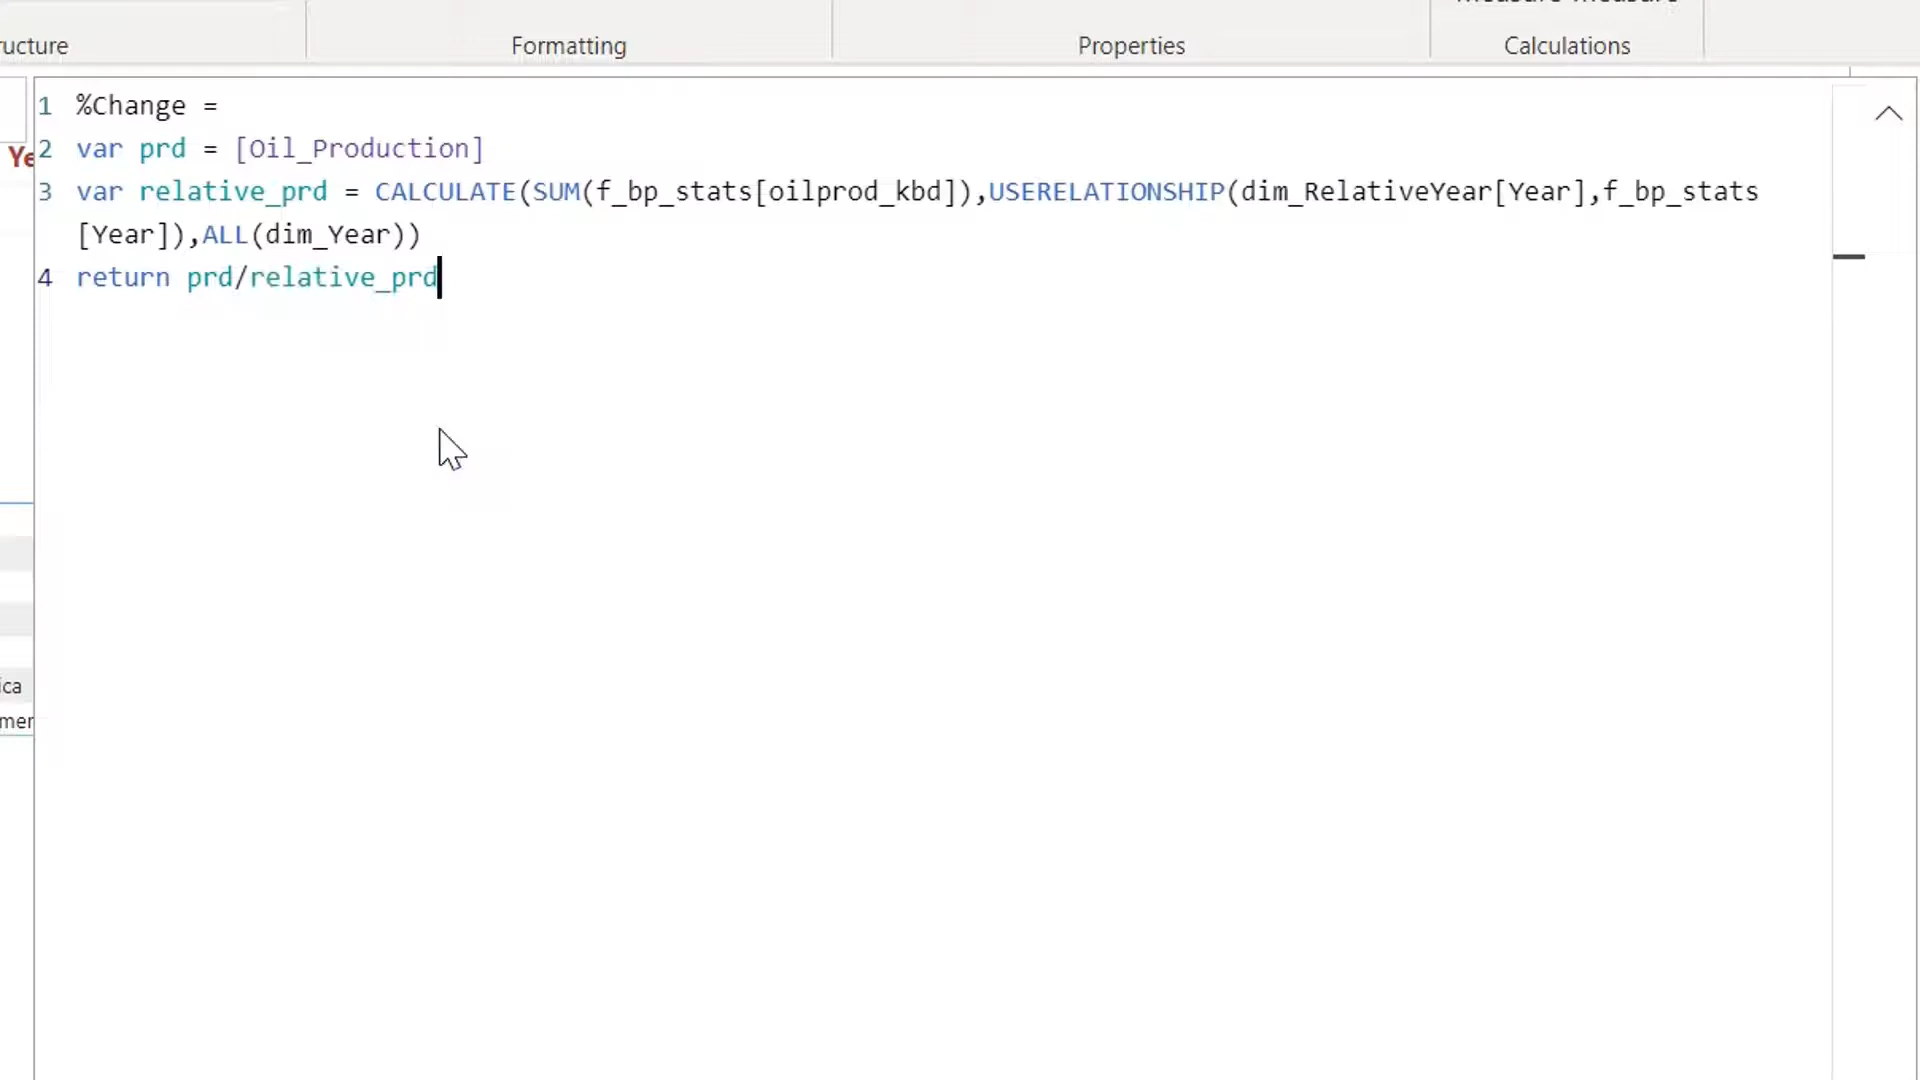 ructure Formatting Properties Calculations
1 %Change =
Ye 2 var prd = [Oil_Production]
3 var relative_prd = CALCULATE(SUM(f_bp_stats[oilprod_kbd]),USERELATIONSHIP(dim_RelativeYear[Year],f_bp_stats
[Year]),ALL(dim_Year))
4 return prd/relative_prd
ica
mer